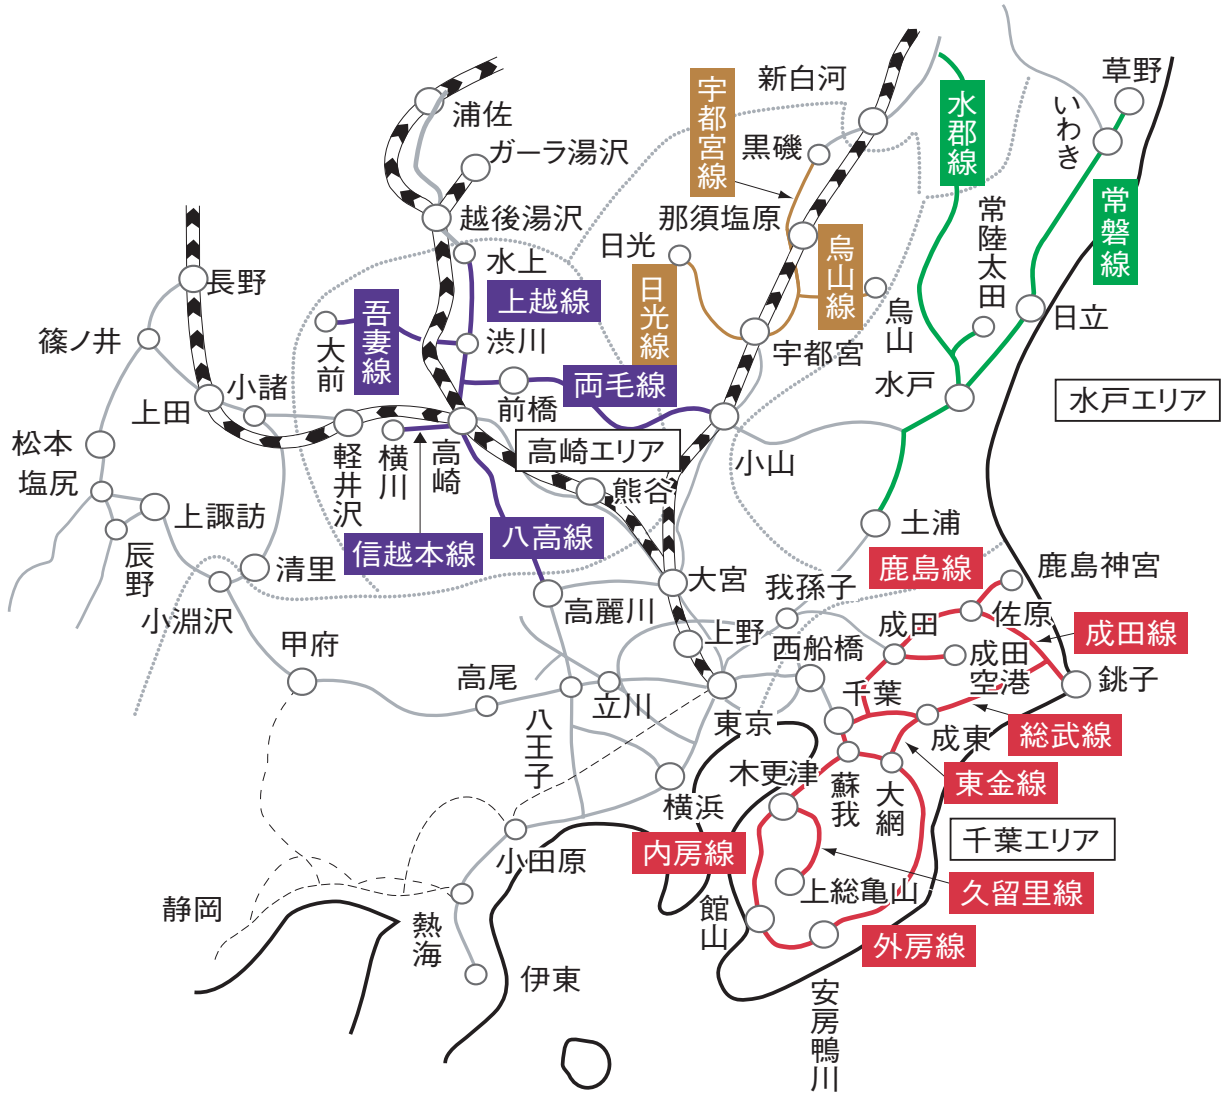 浦佐
ガーラ湯沢
越後湯沢
水上
上越線
長野
篠ノ井
上田
小諸
松本
塩尻
辰野
上諏訪
小淵沢
清里
甲府
吾妻線
大前
渋川
前橋
両毛線
軽井沢
横川
高崎
高崎エリア
信越本線
八高線
熊谷
高麗川
大宮
上野
高尾
八王子
立川
東京
横浜
小田原
静岡
熱海
伊東
新白河
宇都宮線
黒磯
那須塩原
日光
日光線
烏山線
烏山
宇都宮
小山
水郡線
常陸太田
水戸
草野
いわき
常磐線
日立
水戸エリア
土浦
我孫子
西船橋
鹿島線
鹿島神宮
佐原
成田
成田線
成田空港
銚子
千葉
成東
総武線
東金線
木更津
蘇我
大網
千葉エリア
内房線
上総亀山
久留里線
館山
外房線
安房鴨川